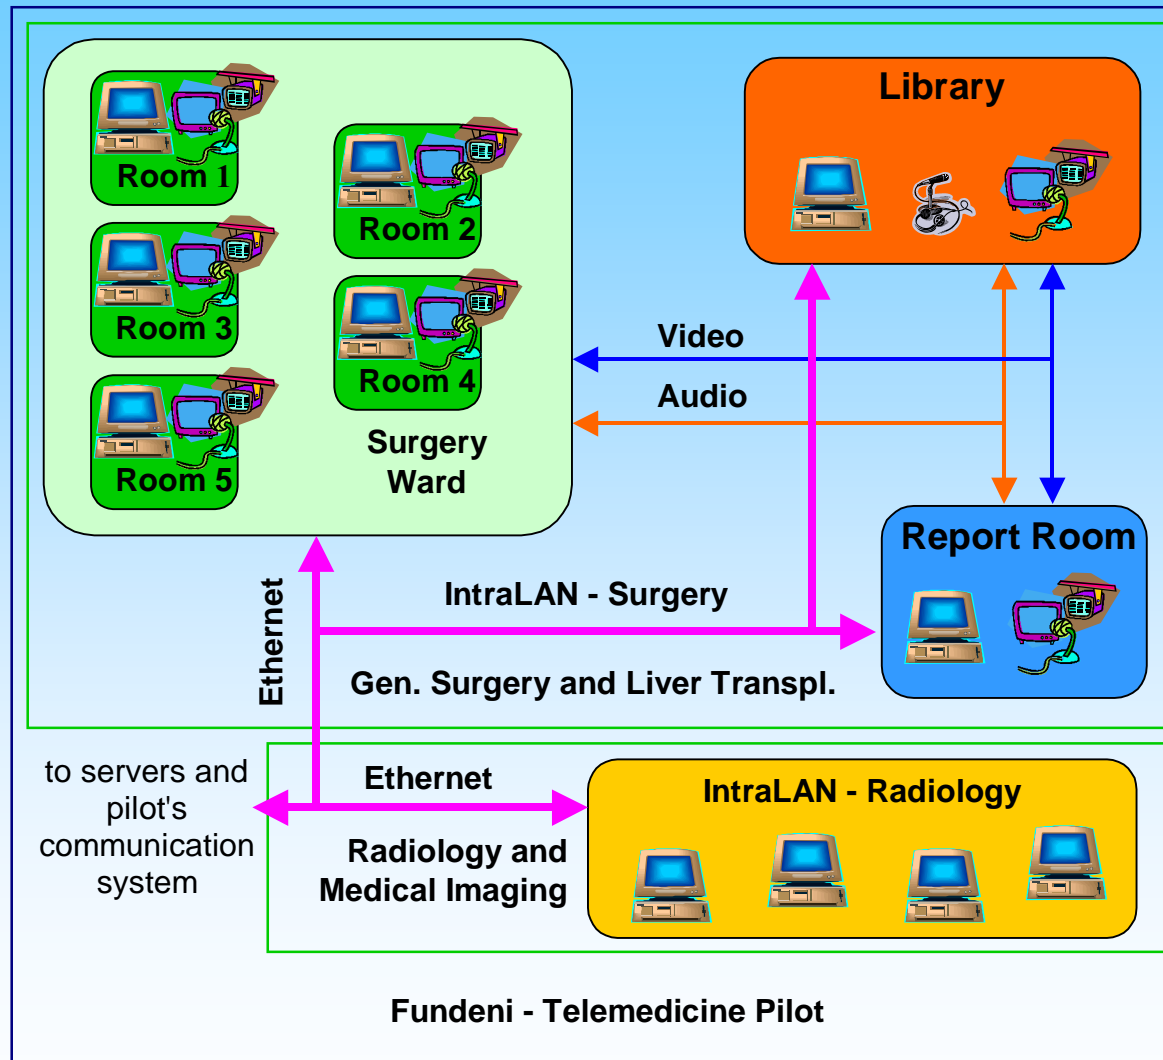 Library
Room 1
Room 2
Room 3
Room 4
Room 5
Surgery
Ward
Video
Audio
Report Room
Ethernet
IntraLAN - Surgery
Gen. Surgery and Liver Transpl.
to servers and
pilot's
communication
system
Ethernet
Radiology and
Medical Imaging
IntraLAN - Radiology
Fundeni - Telemedicine Pilot